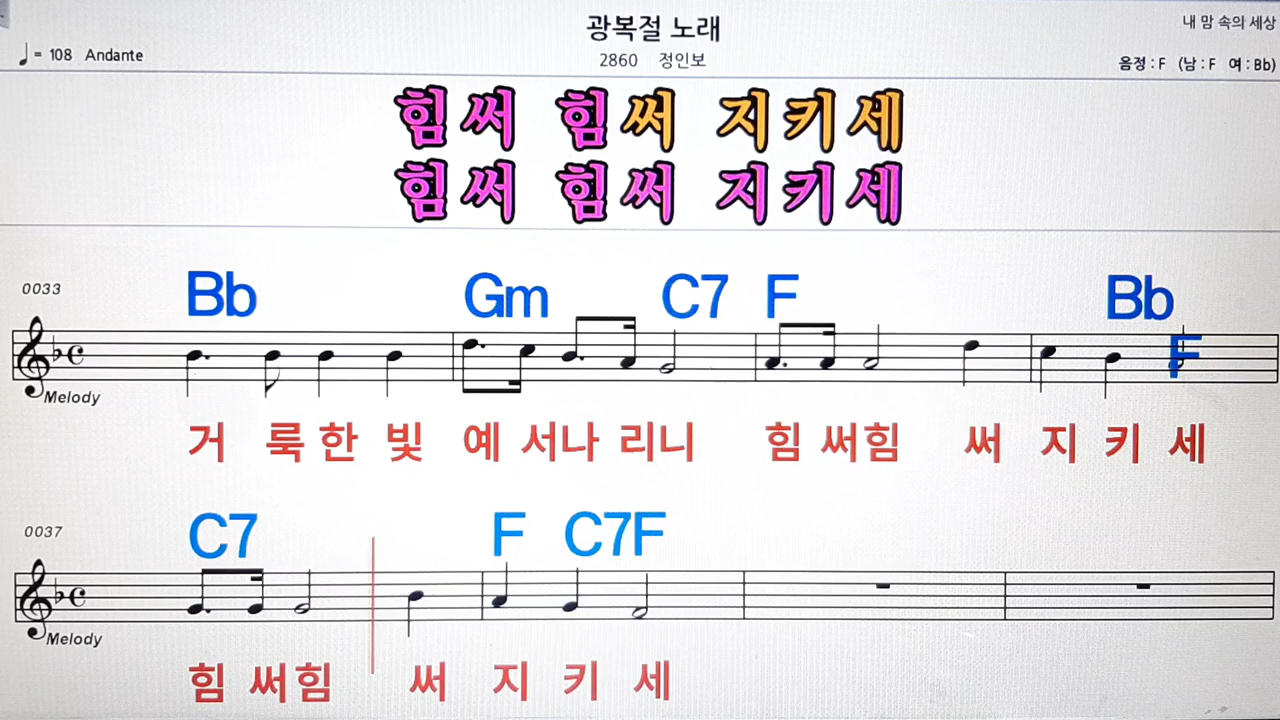 광복절 노래
내 맘 속의 세상
= 108 Andante
2860 정인보
음정 : F (남 : F 여 : Bb)
힘써 힘써 지키세
힘써 힘써 지키세
0033
Bb Gm C7 F Bb F
Melody
거 룩 한 빛 예 서나 리니 힘 써힘 써 지 키 세
0037
C7 F C7F
Melody
힘 써힘 써 지 키 세